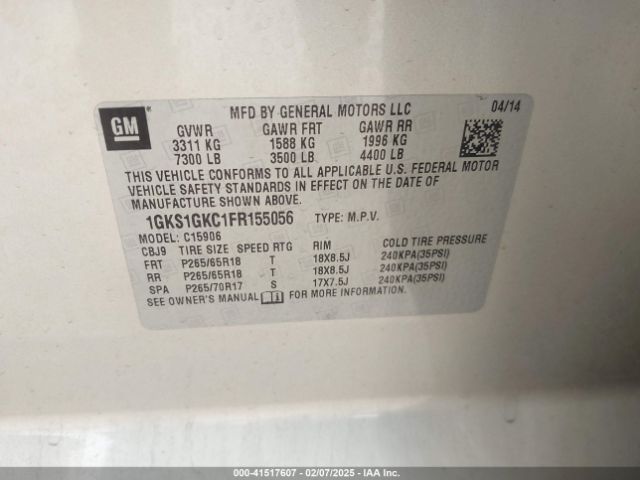 GM
MFD BY GENERAL MOTORS LLC 04/14
GVWR GAWR FRT GAWR RR
3311 KG 1588 KG 1996 KG
7300 LB 3500 LB 4400 LB
THIS VEHICLE CONFORMS TO ALL APPLICABLE U.S. FEDERAL MOTOR
VEHICLE SAFETY STANDARDS IN EFFECT ON THE DATE OF
MANUFACTURE SHOWN ABOVE.
1GKS1GKC1FR155056 TYPE: M.P.V.
MODEL: C15906
CBJ9 TIRE SIZE SPEED RTG RIM COLD TIRE PRESSURE
FRT P265/65R18 T 18X8.5J 240KPA(35PSI)
RR P265/65R18 T 18X8.5J 240KPA(35PSI)
SPA P265/70R17 S 17X7.5J 240KPA(35PSI)
SEE OWNER'S MANUAL FOR MORE INFORMATION.
000-41517607 - 02/07/2025 - IAA Inc.